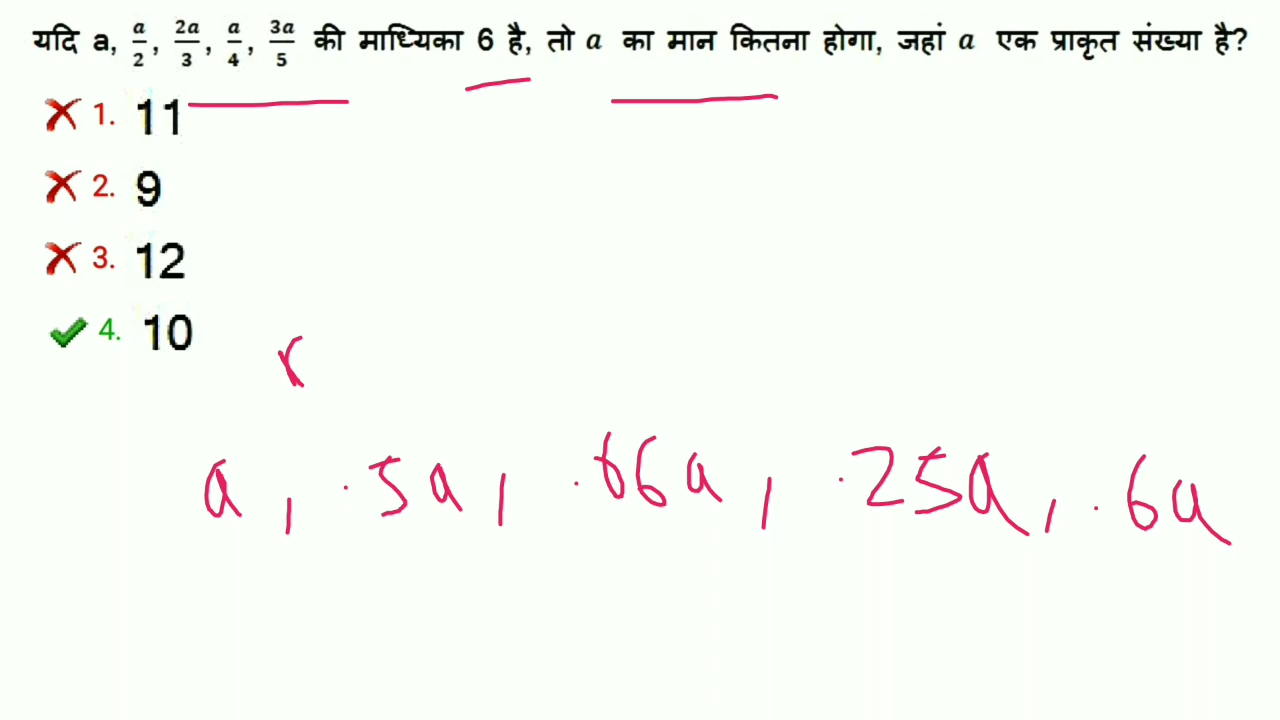 यदि a, a/2, 2a/3, a/4, 3a/5 की माध्यिका 6 है, तो a का मान कितना होगा, जहां a एक प्राकृत संख्या है?
1. 11
2. 9
3. 12
4. 10
a, .5a, .66a, .25a, .6a